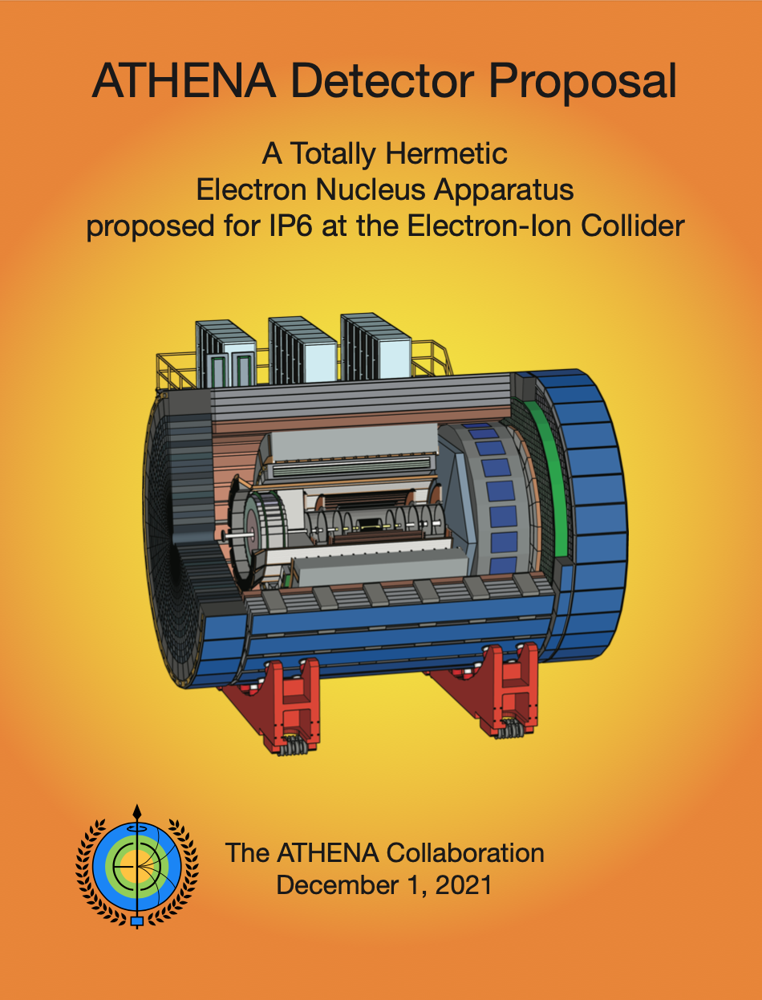 ATHENA Detector Proposal
A Totally Hermetic
Electron Nucleus Apparatus
proposed for IP6 at the Electron-Ion Collider
The ATHENA Collaboration
December 1, 2021